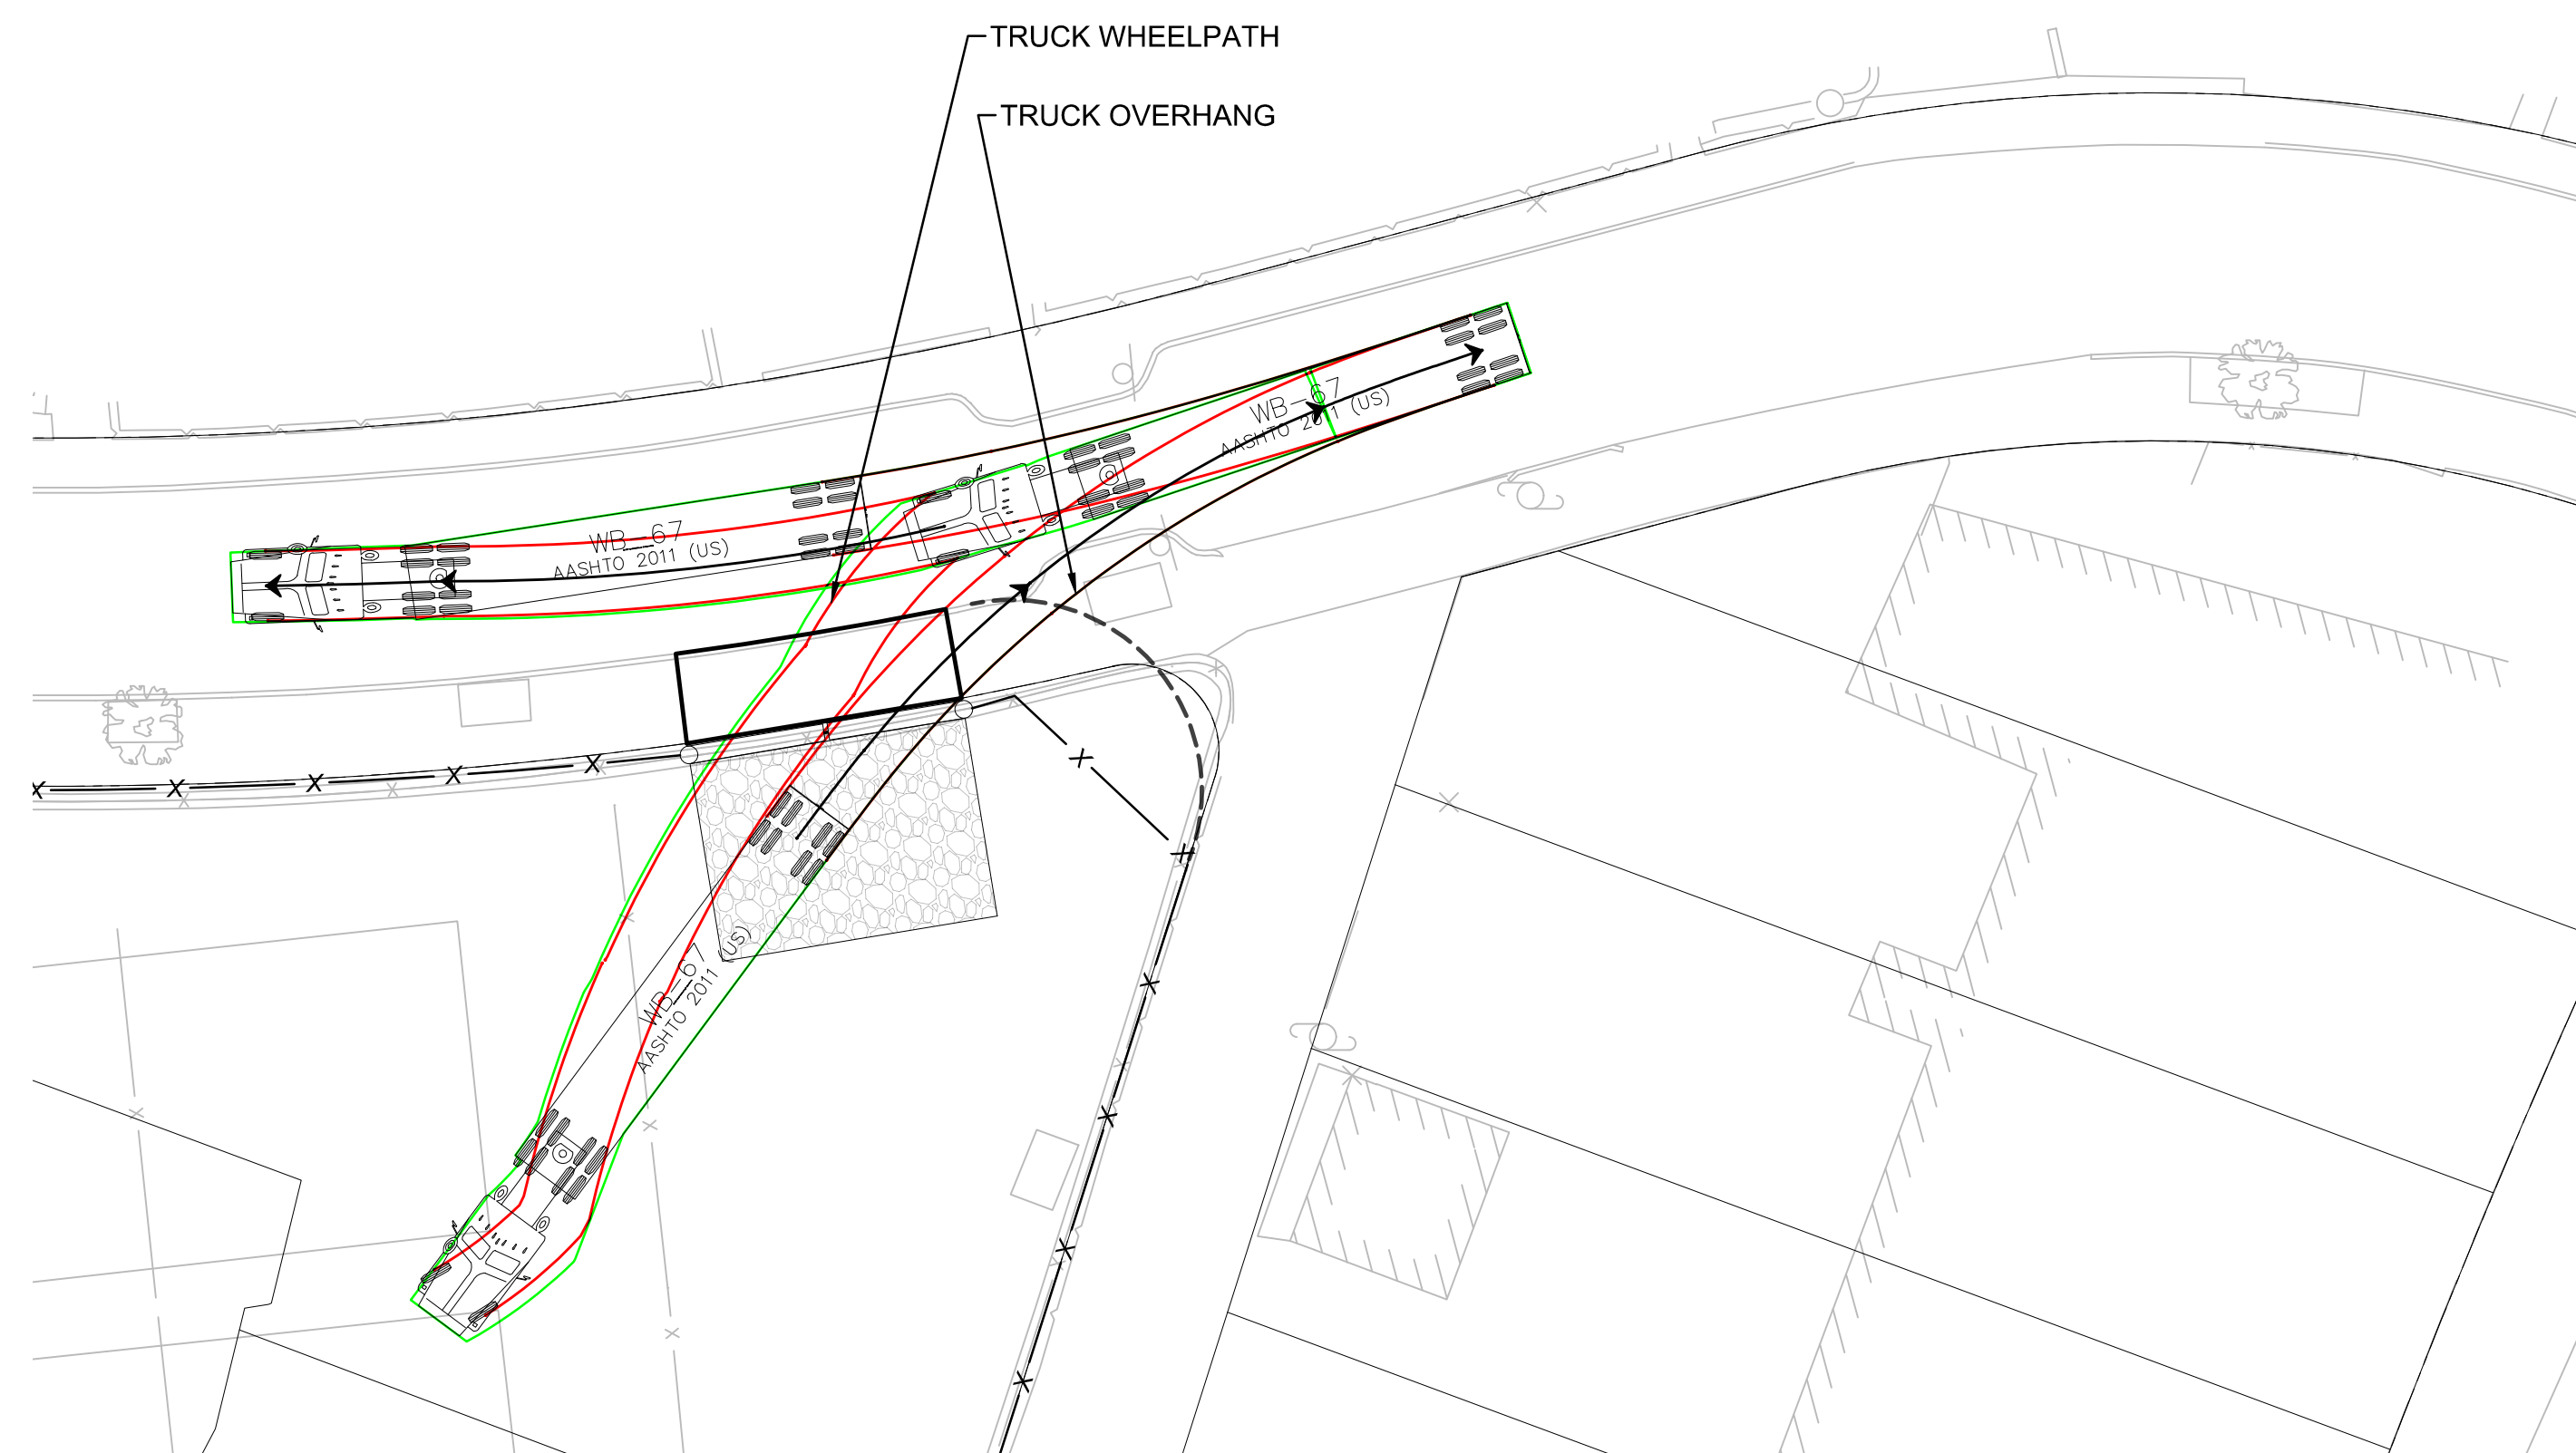 TRUCK WHEELPATH
TRUCK OVERHANG
WB-67
AASHTO 2011 (US)
WB-67
AASHTO 2011 (US)
X
X
X
X
X
X
X
X
X
X
X
WB-67
AASHTO 2011 (US)